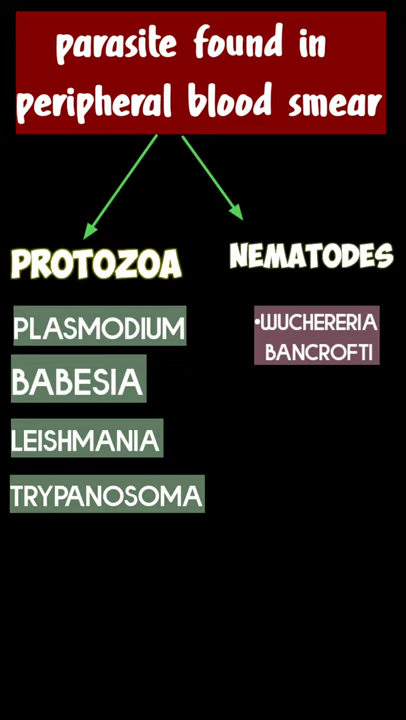 parasite found in
peripheral blood smear
PROTOZOA
PLASMODIUM
BABESIA
LEISHMANIA
TRYPANOSOMA
NEMATODES
•WUCHERERIA
BANCROFTI